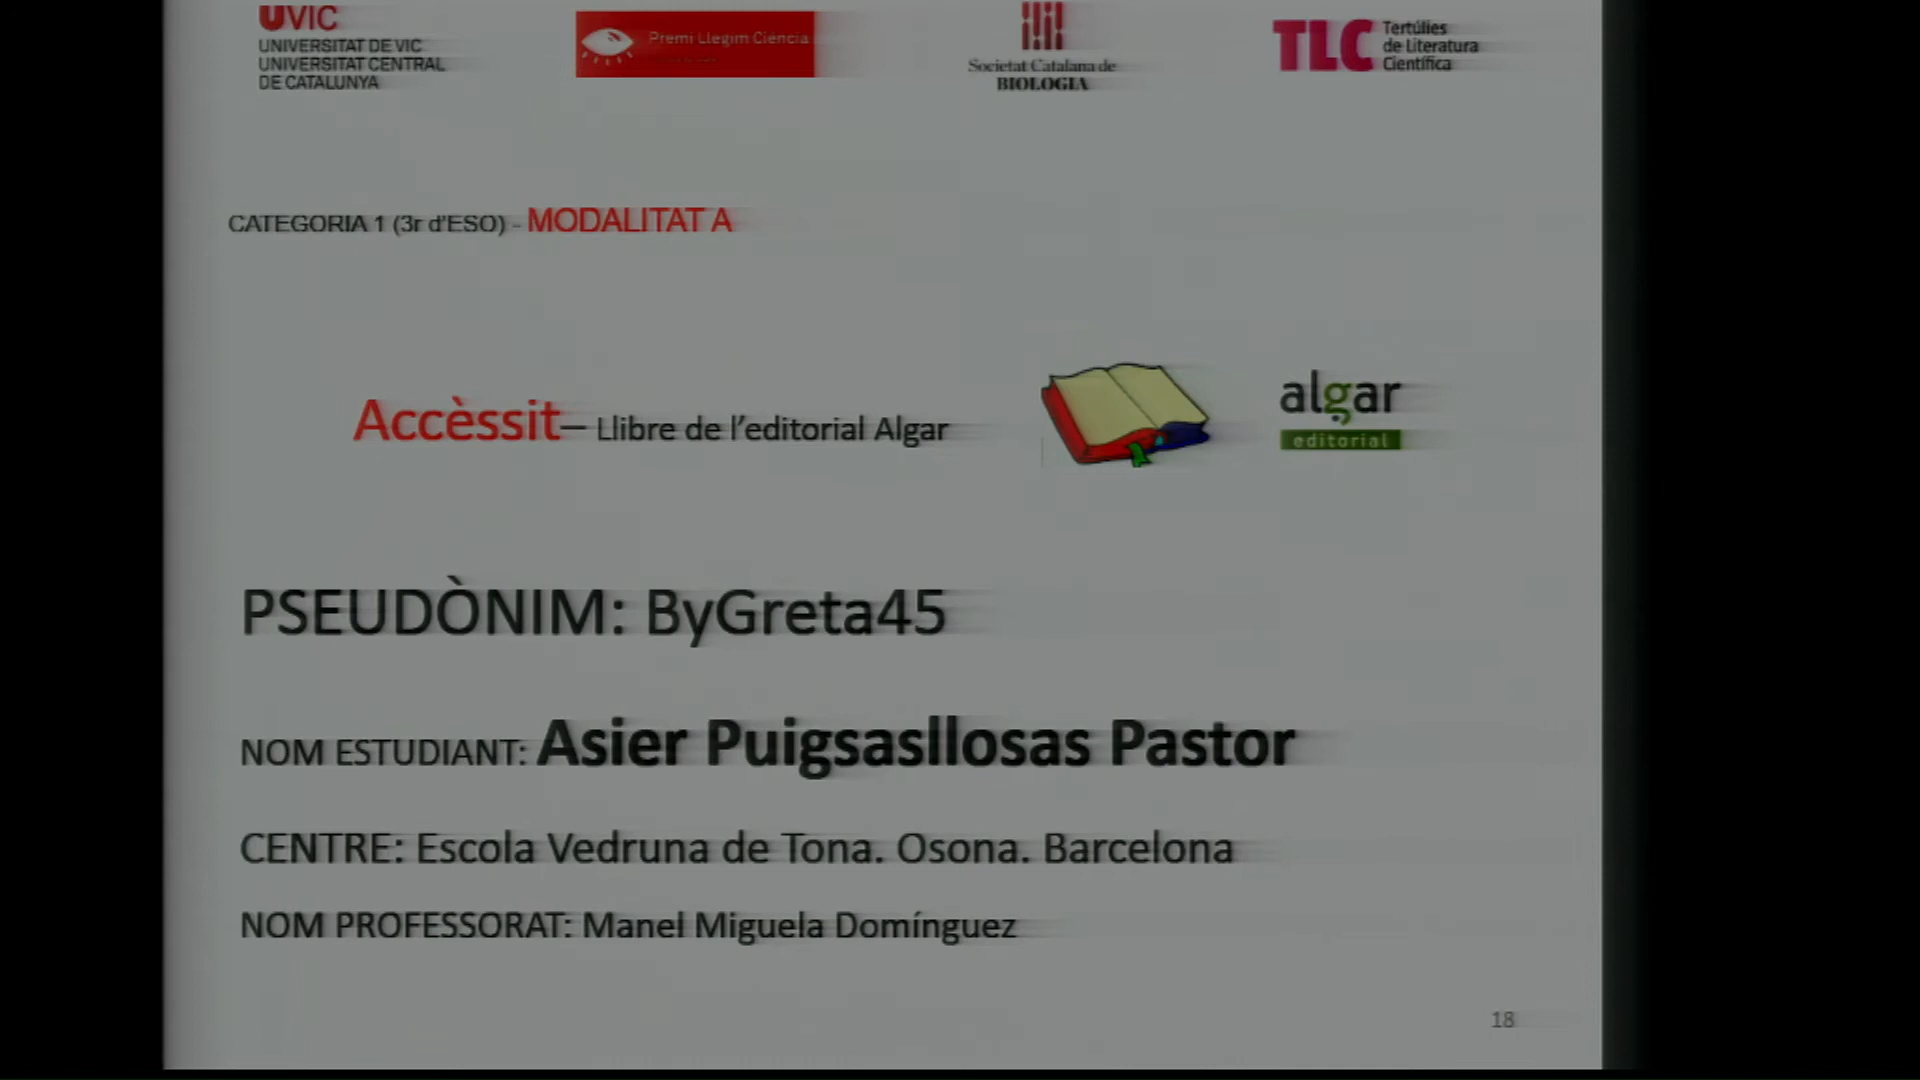 UVIC
UNIVERSITAT DE VIC
UNIVERSITAT CENTRAL
DE CATALUNYA
Premi Llegim Ciència
Societat Catalana de
BIOLOGIA
TLC Tertúlies
de Literatura
Científica
CATEGORIA 1 (3r d'ESO) - MODALITAT A
Accèssit– Llibre de l’editorial Algar
algar
editorial
PSEUDÒNIM: ByGreta45
NOM ESTUDIANT: Asier Puigsasllosas Pastor
CENTRE: Escola Vedruna de Tona. Osona. Barcelona
NOM PROFESSORAT: Manel Miguela Domínguez
18